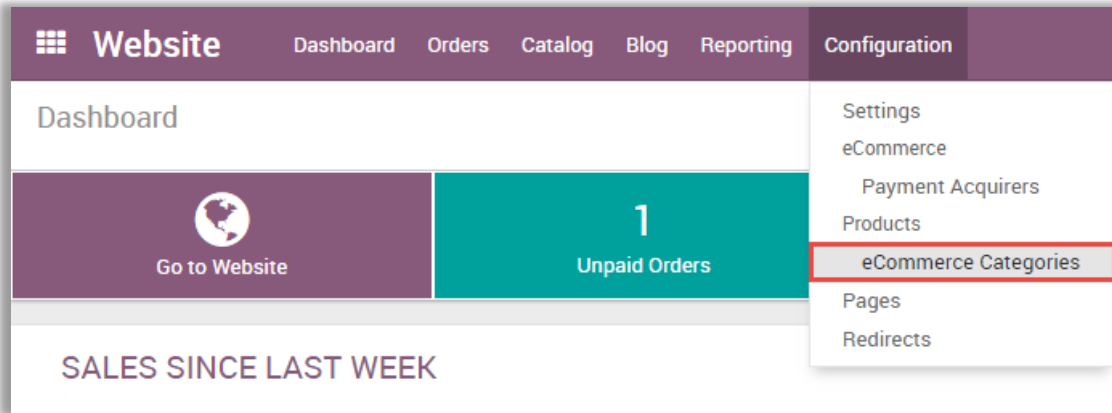 Website Dashboard Orders Catalog Blog Reporting Configuration
Dashboard
Settings
eCommerce
Payment Acquirers
Products
eCommerce Categories
Pages
Redirects
Go to Website
1
Unpaid Orders
SALES SINCE LAST WEEK